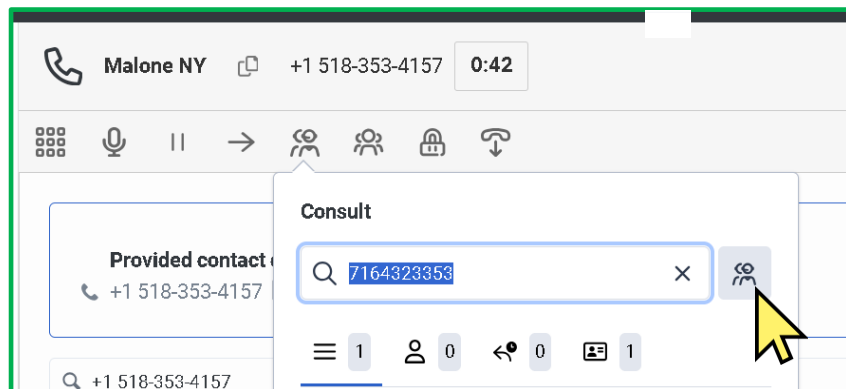 Malone NY +1 518-353-4157 0:42
Consult
Provided contact
+1 518-353-4157
7164323353
1 0 0 1
+1 518-353-4157